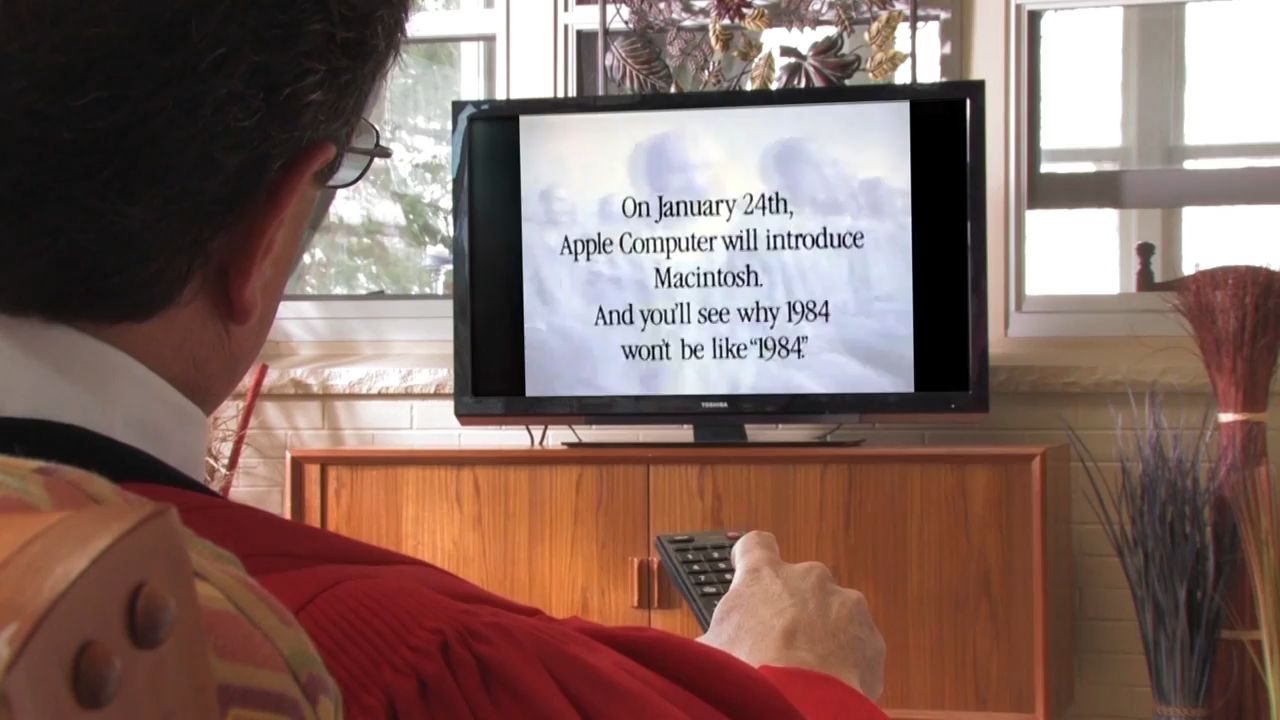 On January 24th,
Apple Computer will introduce
Macintosh.
And you'll see why 1984
won't be like “1984.”
TOSHIBA